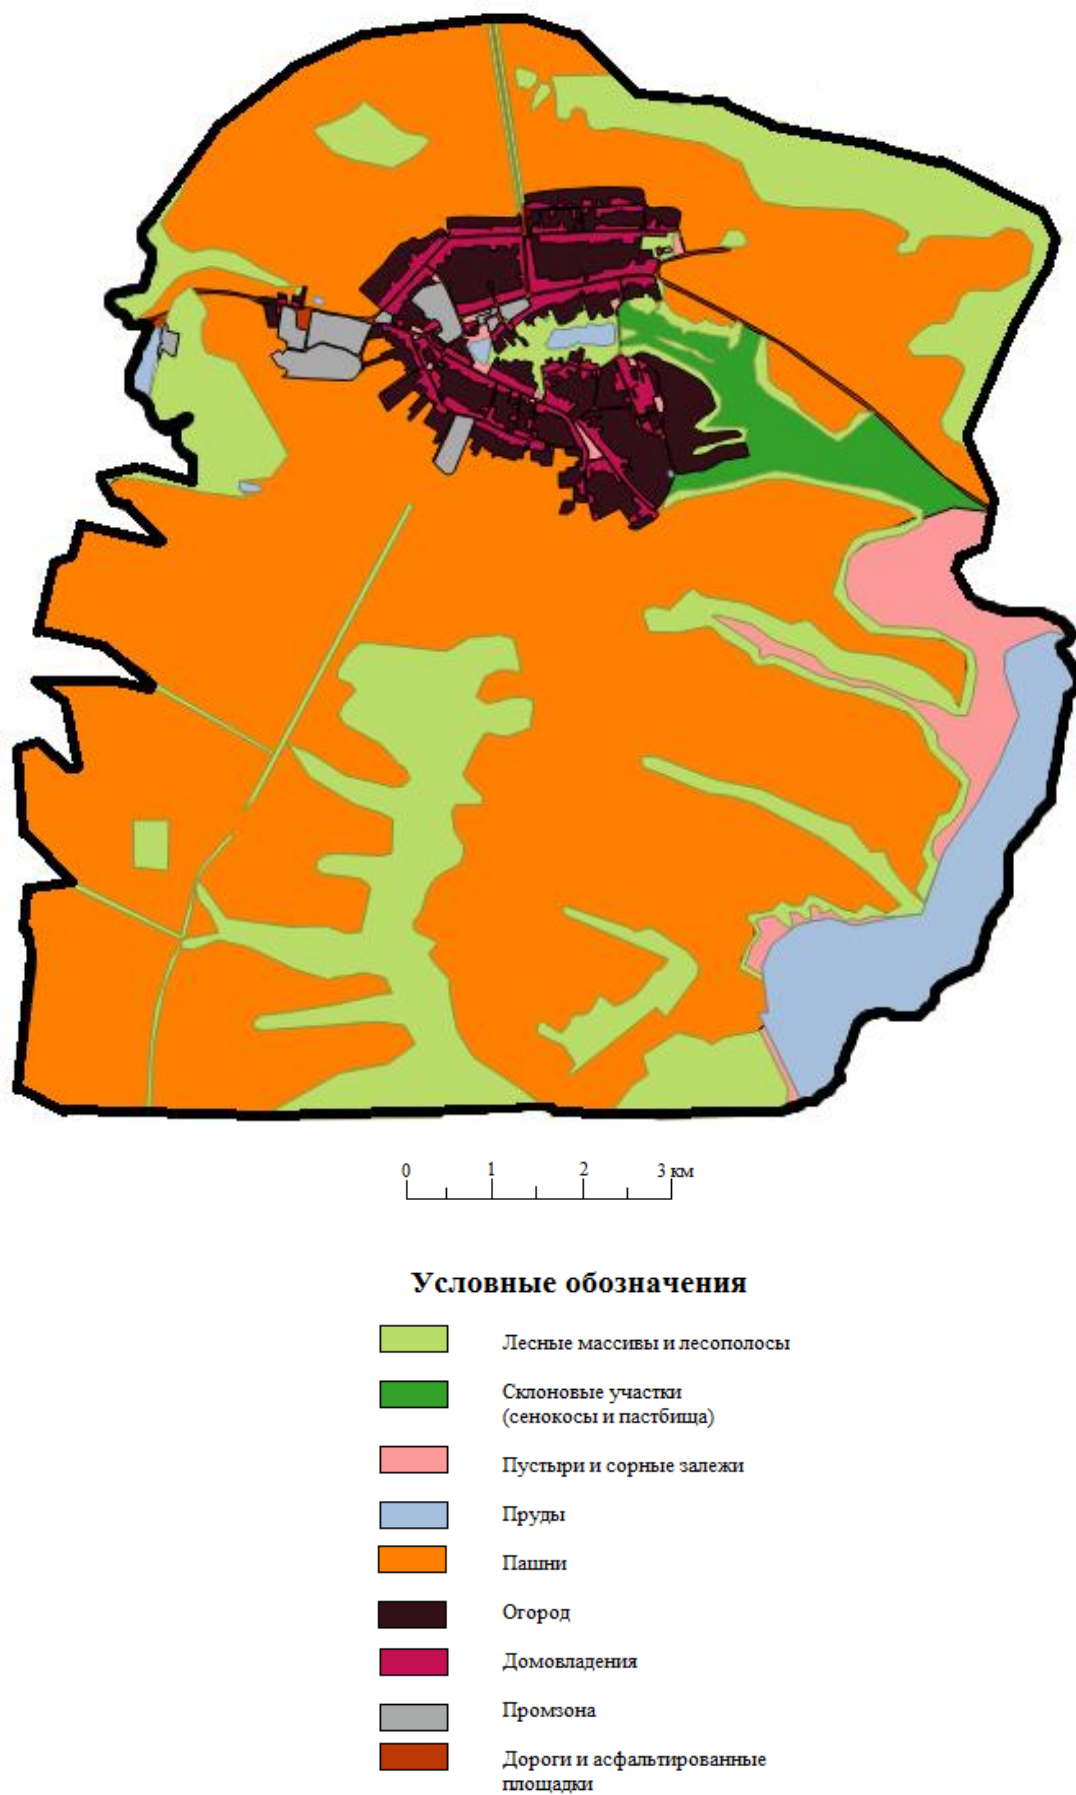 0 1 2 3 км
Условные обозначения
Лесные массивы и лесополосы
Склоновые участки
(сенокосы и пастбища)
Пустыри и сорные залежи
Пруды
Пашни
Огород
Домовладения
Промзона
Дороги и асфальтированные
площадки